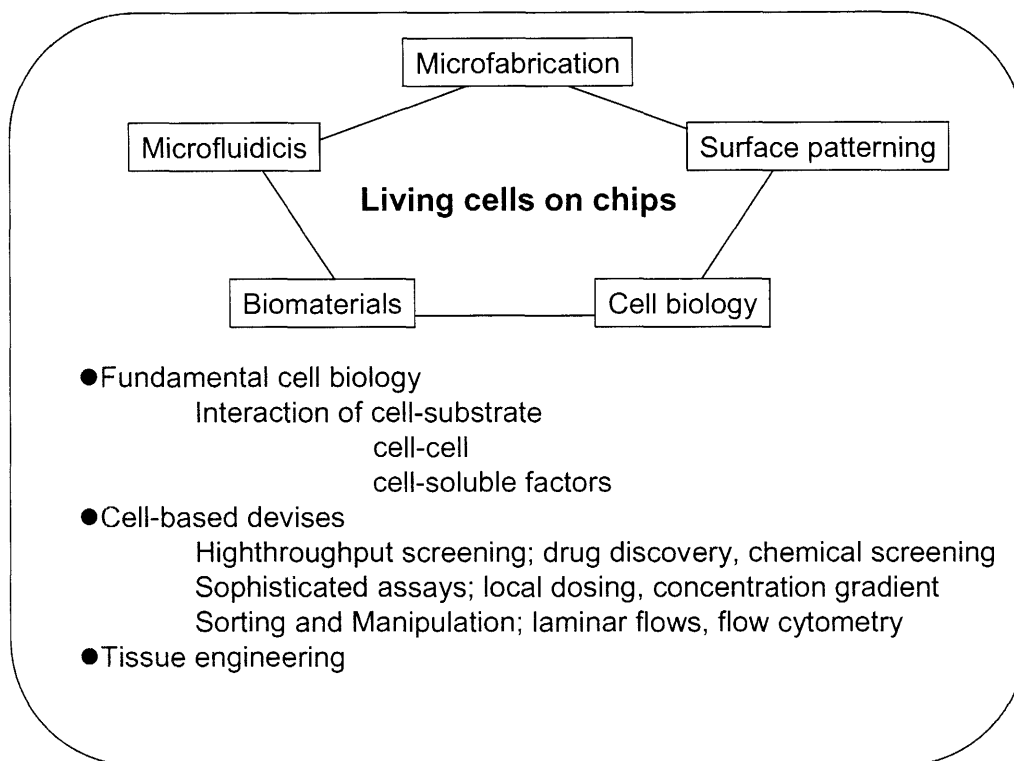 Microfabrication
Microfluidicis
Surface patterning
Living cells on chips
Biomaterials
Cell biology
●Fundamental cell biology
Interaction of cell-substrate
cell-cell
cell-soluble factors
●Cell-based devises
Highthroughput screening; drug discovery, chemical screening
Sophisticated assays; local dosing, concentration gradient
Sorting and Manipulation; laminar flows, flow cytometry
●Tissue engineering